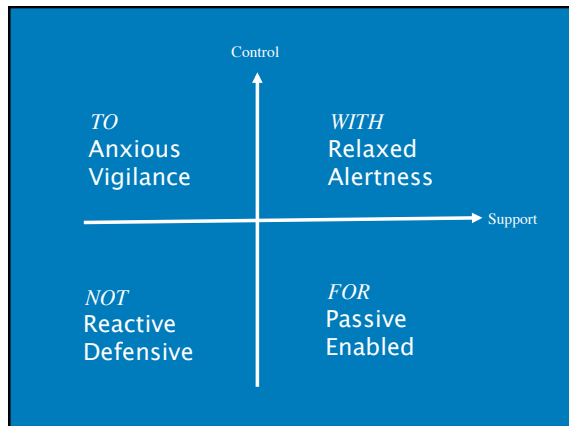 Control
TO
Anxious
Vigilance
WITH
Relaxed
Alertness
Support
NOT
Reactive
Defensive
FOR
Passive
Enabled